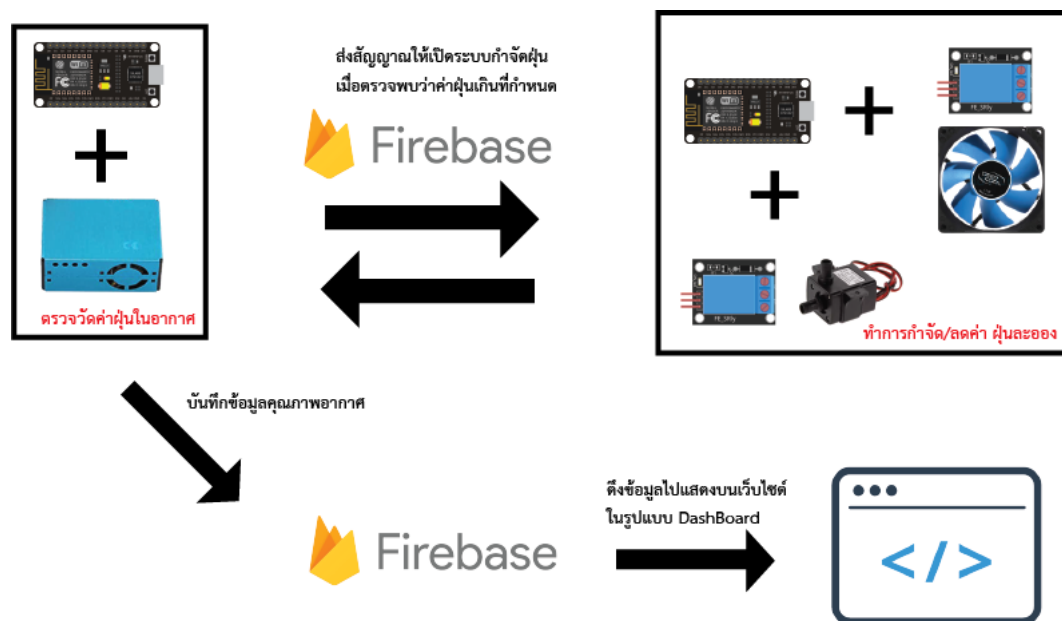 ส่งสัญญาณให้เปิดระบบกำจัดฝุ่น
เมื่อตรวจพบว่าค่าฝุ่นเกินที่กำหนด
Firebase
ตรวจวัดค่าฝุ่นในอากาศ
ทำการกำจัด/ลดค่า ฝุ่นละออง
บันทึกข้อมูลคุณภาพอากาศ
Firebase
ดึงข้อมูลไปแสดงบนเว็บไซต์
ในรูปแบบ DashBoard
</>